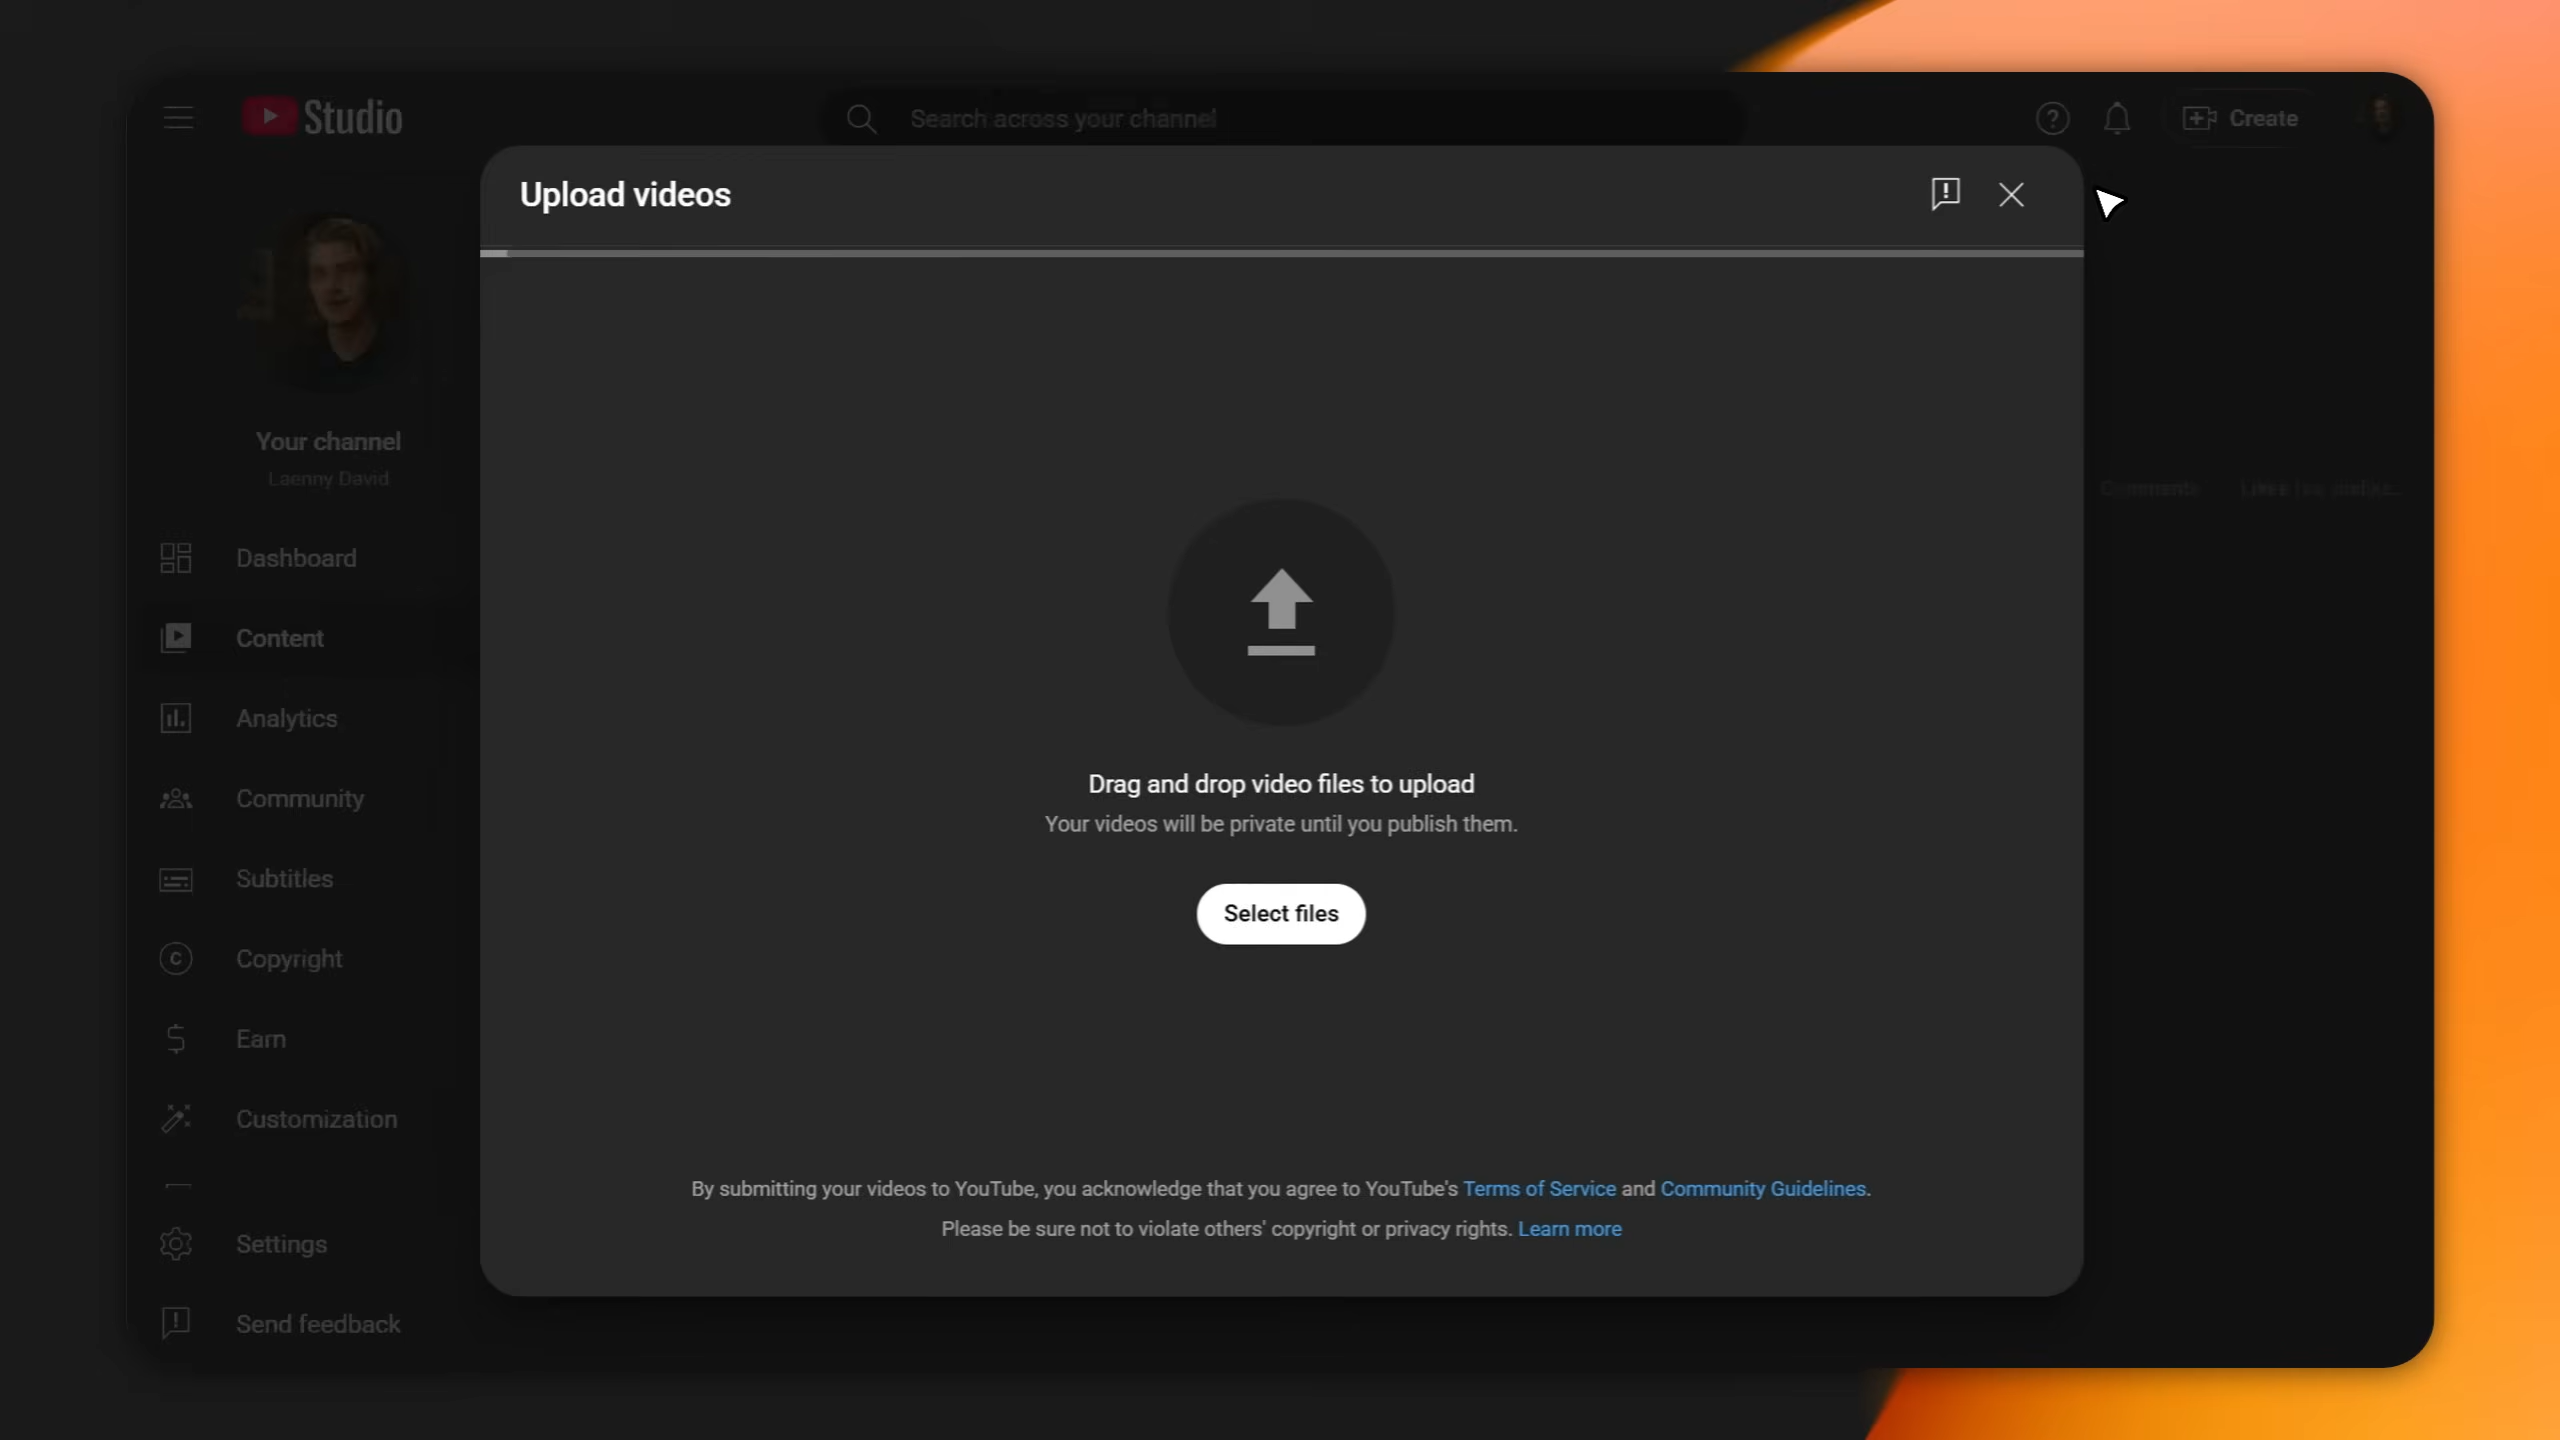 Studio
Search across your channel
Create
Upload videos
Your channel
Laenny David
Comments
Dashboard
Content
Analytics
Community
Subtitles
Copyright
Earn
Customization
Settings
Send feedback
Drag and drop video files to upload
Your videos will be private until you publish them.
Select files
By submitting your videos to YouTube, you acknowledge that you agree to YouTube's Terms of Service and Community Guidelines.
Please be sure not to violate others' copyright or privacy rights. Learn more